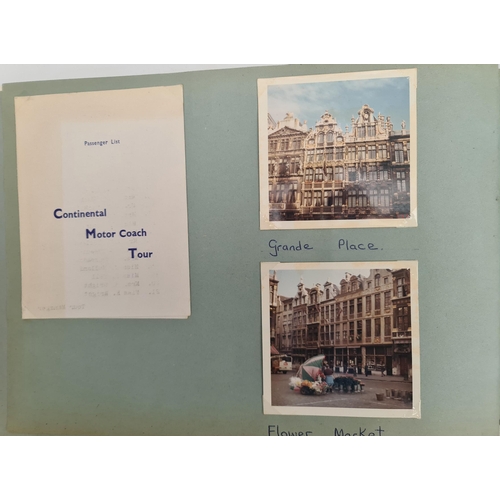 Passenger List
Continental
Motor Coach
Tour
Grande Place.
Flower Market